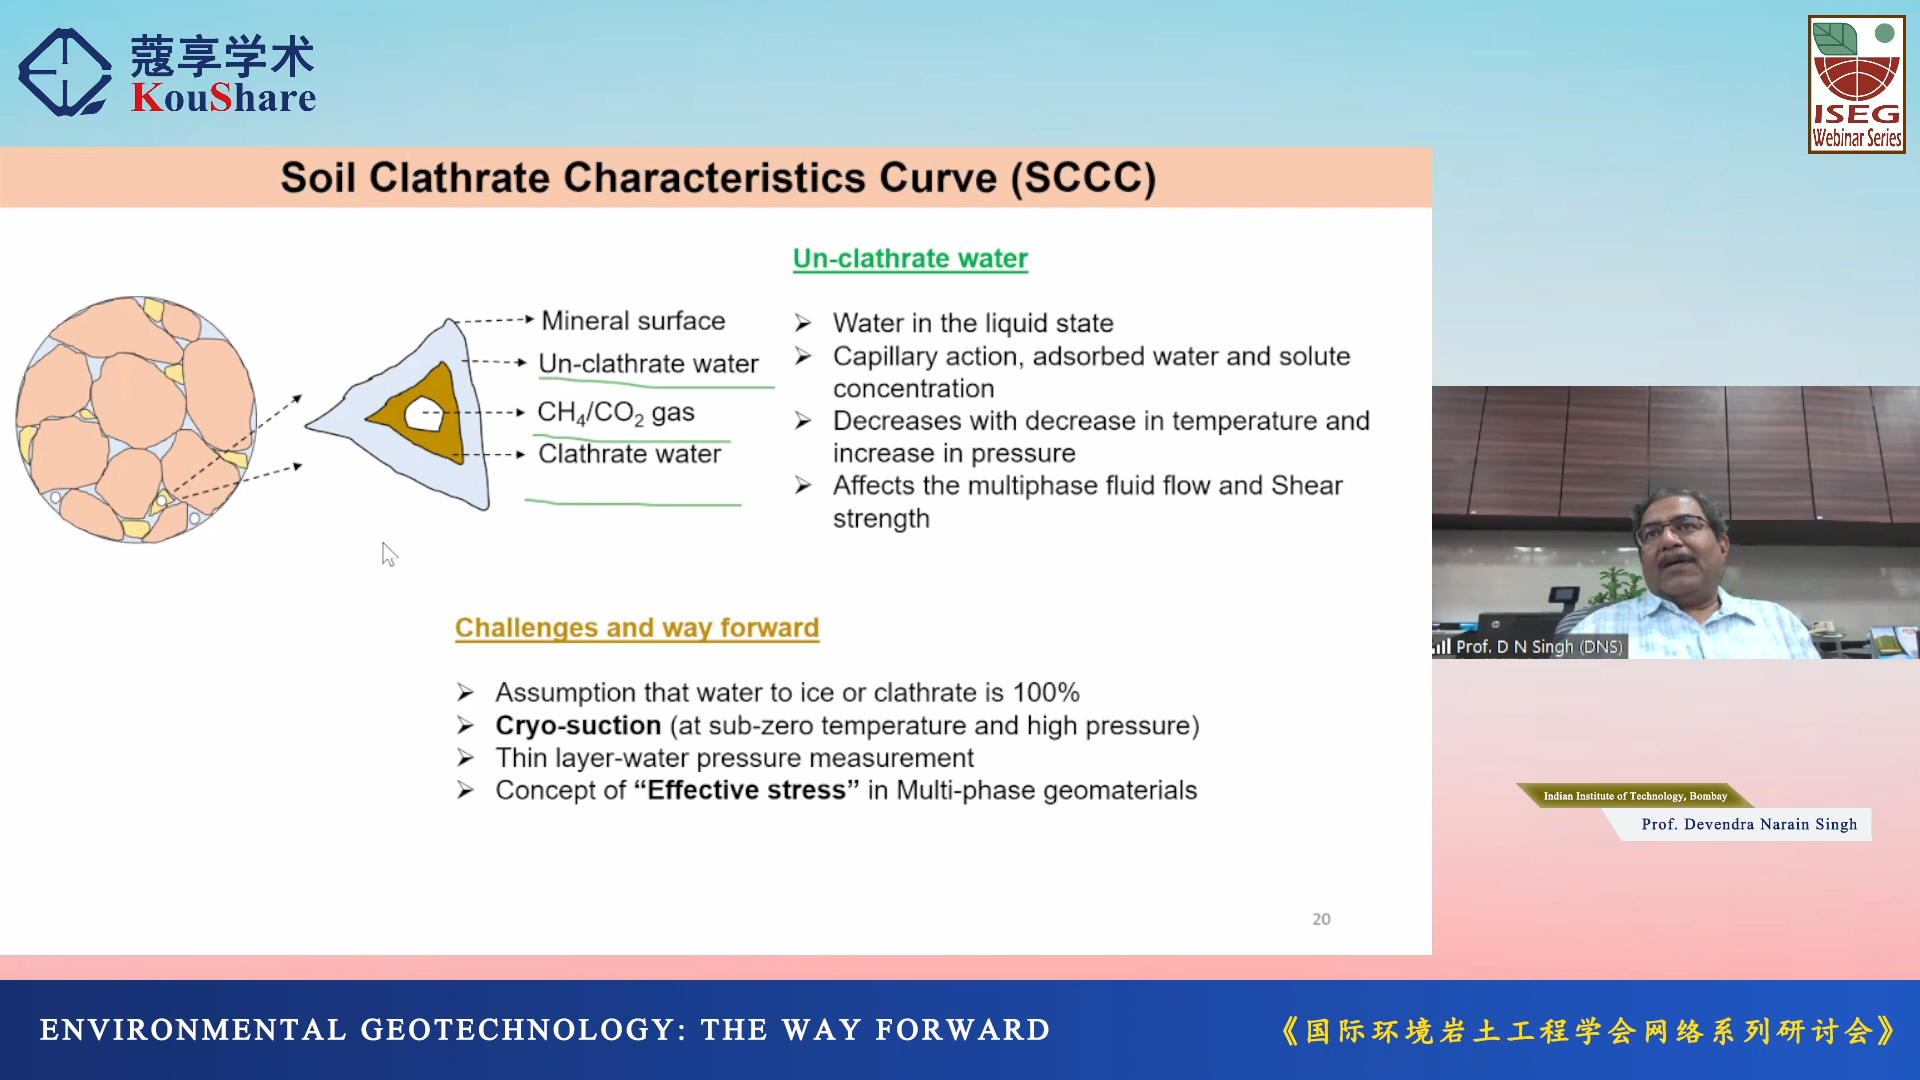 蔻享学术
KouShare
ISEG
Webinar Series
Soil Clathrate Characteristics Curve (SCCC)
Mineral surface
Un-clathrate water
CH₄/CO₂ gas
Clathrate water
Un-clathrate water
➢ Water in the liquid state
➢ Capillary action, adsorbed water and solute
concentration
➢ Decreases with decrease in temperature and
increase in pressure
➢ Affects the multiphase fluid flow and Shear
strength
Challenges and way forward
➢ Assumption that water to ice or clathrate is 100%
➢ Cryo-suction (at sub-zero temperature and high pressure)
➢ Thin layer-water pressure measurement
➢ Concept of “Effective stress” in Multi-phase geomaterials
20
Prof. D N Singh (DNS)
Indian Institute of Technology, Bombay
Prof. Devendra Narain Singh
ENVIRONMENTAL GEOTECHNOLOGY: THE WAY FORWARD
《国际环境岩土工程学会网络系列研讨会》